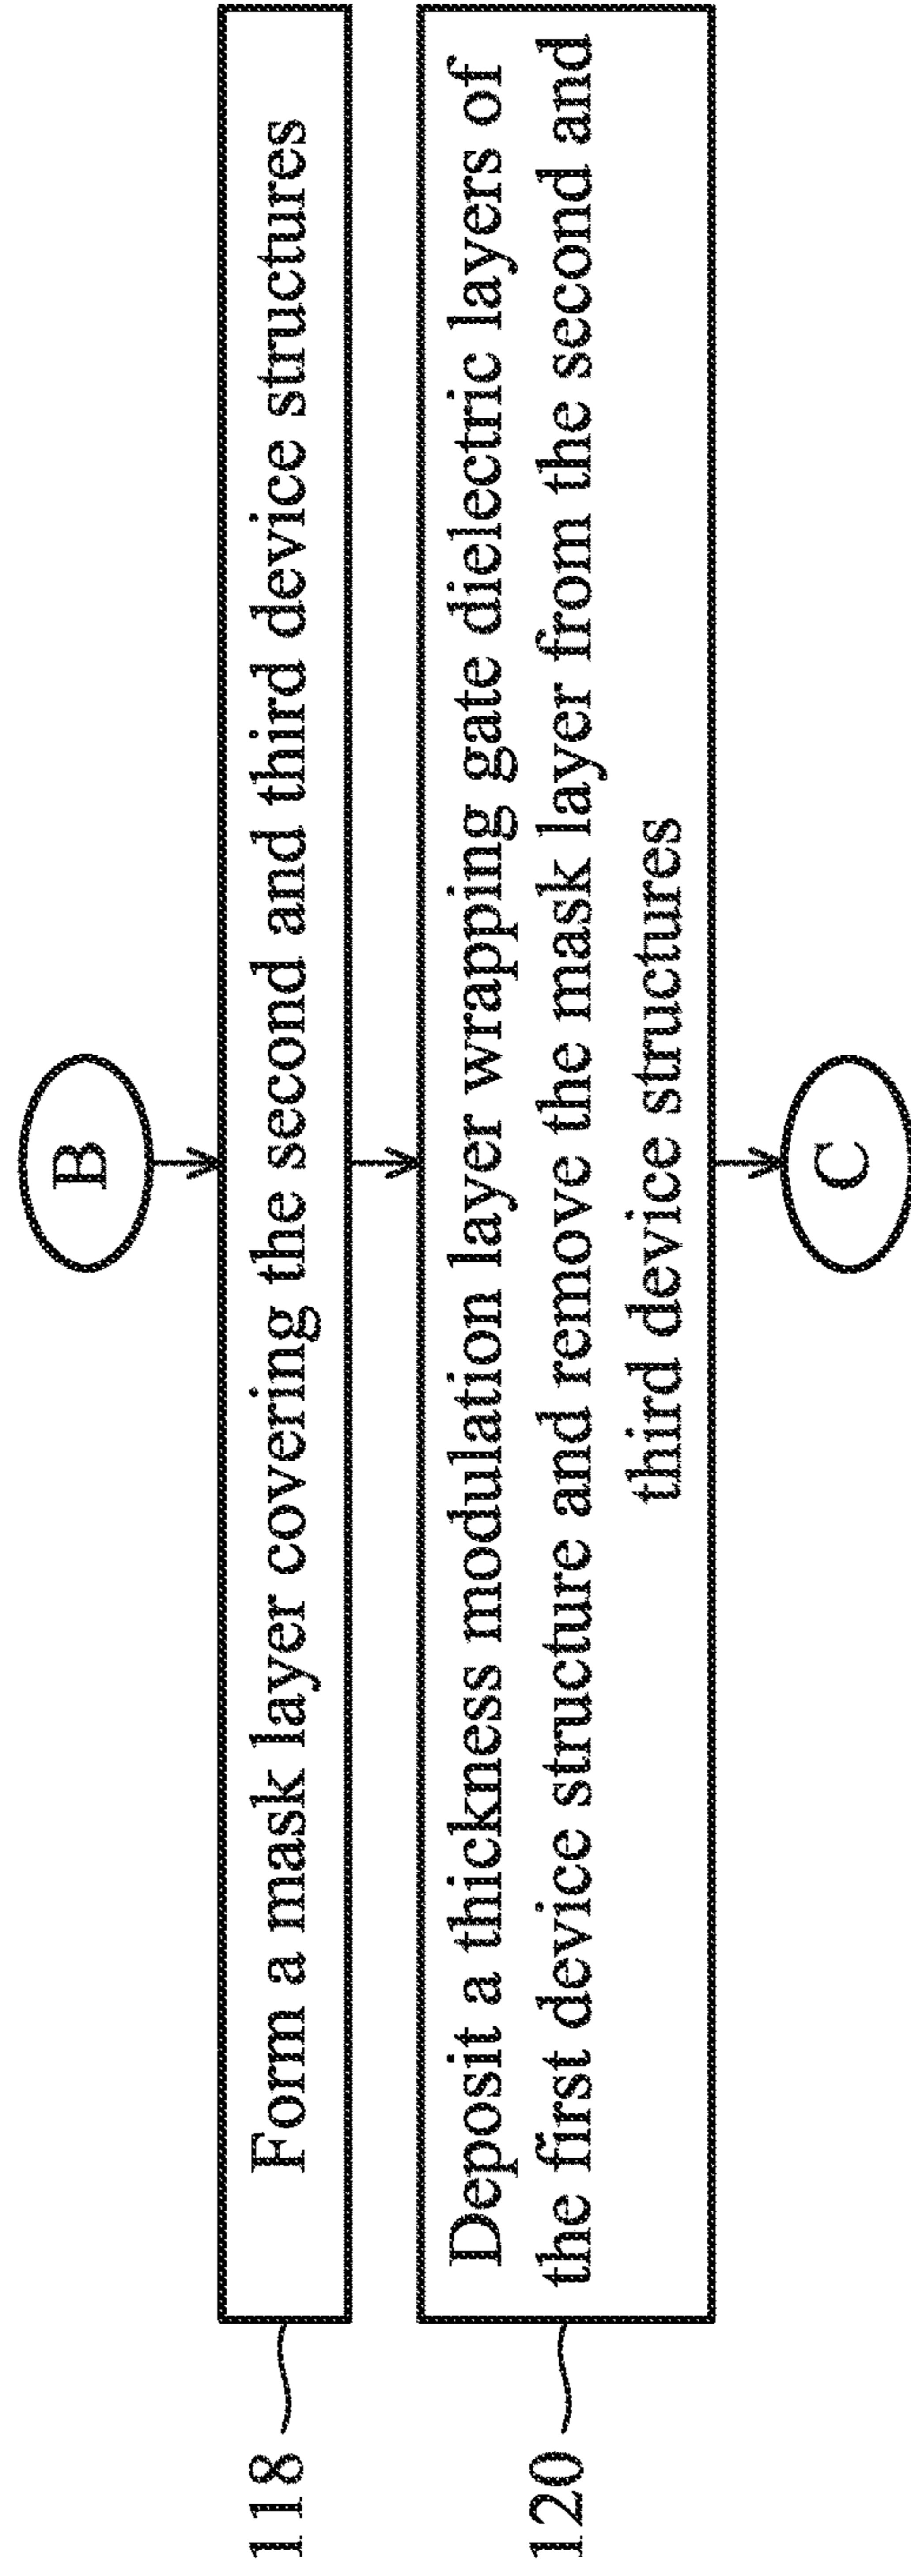 B
118
Form a mask layer covering the second and third device structures
120
Deposit a thickness modulation layer wrapping gate dielectric layers of
the first device structure and remove the mask layer from the second and
third device structures
C